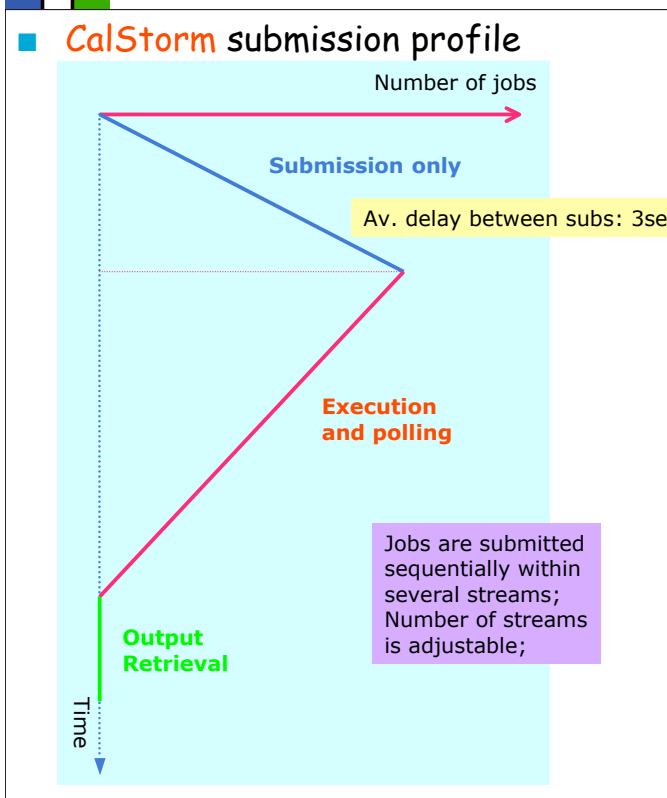 CalStorm submission profile
Number of jobs
Submission only
Av. delay between subs: 3se
Execution
and polling
Jobs are submitted
sequentially within
several streams;
Number of streams
is adjustable;
Output
Retrieval
Time